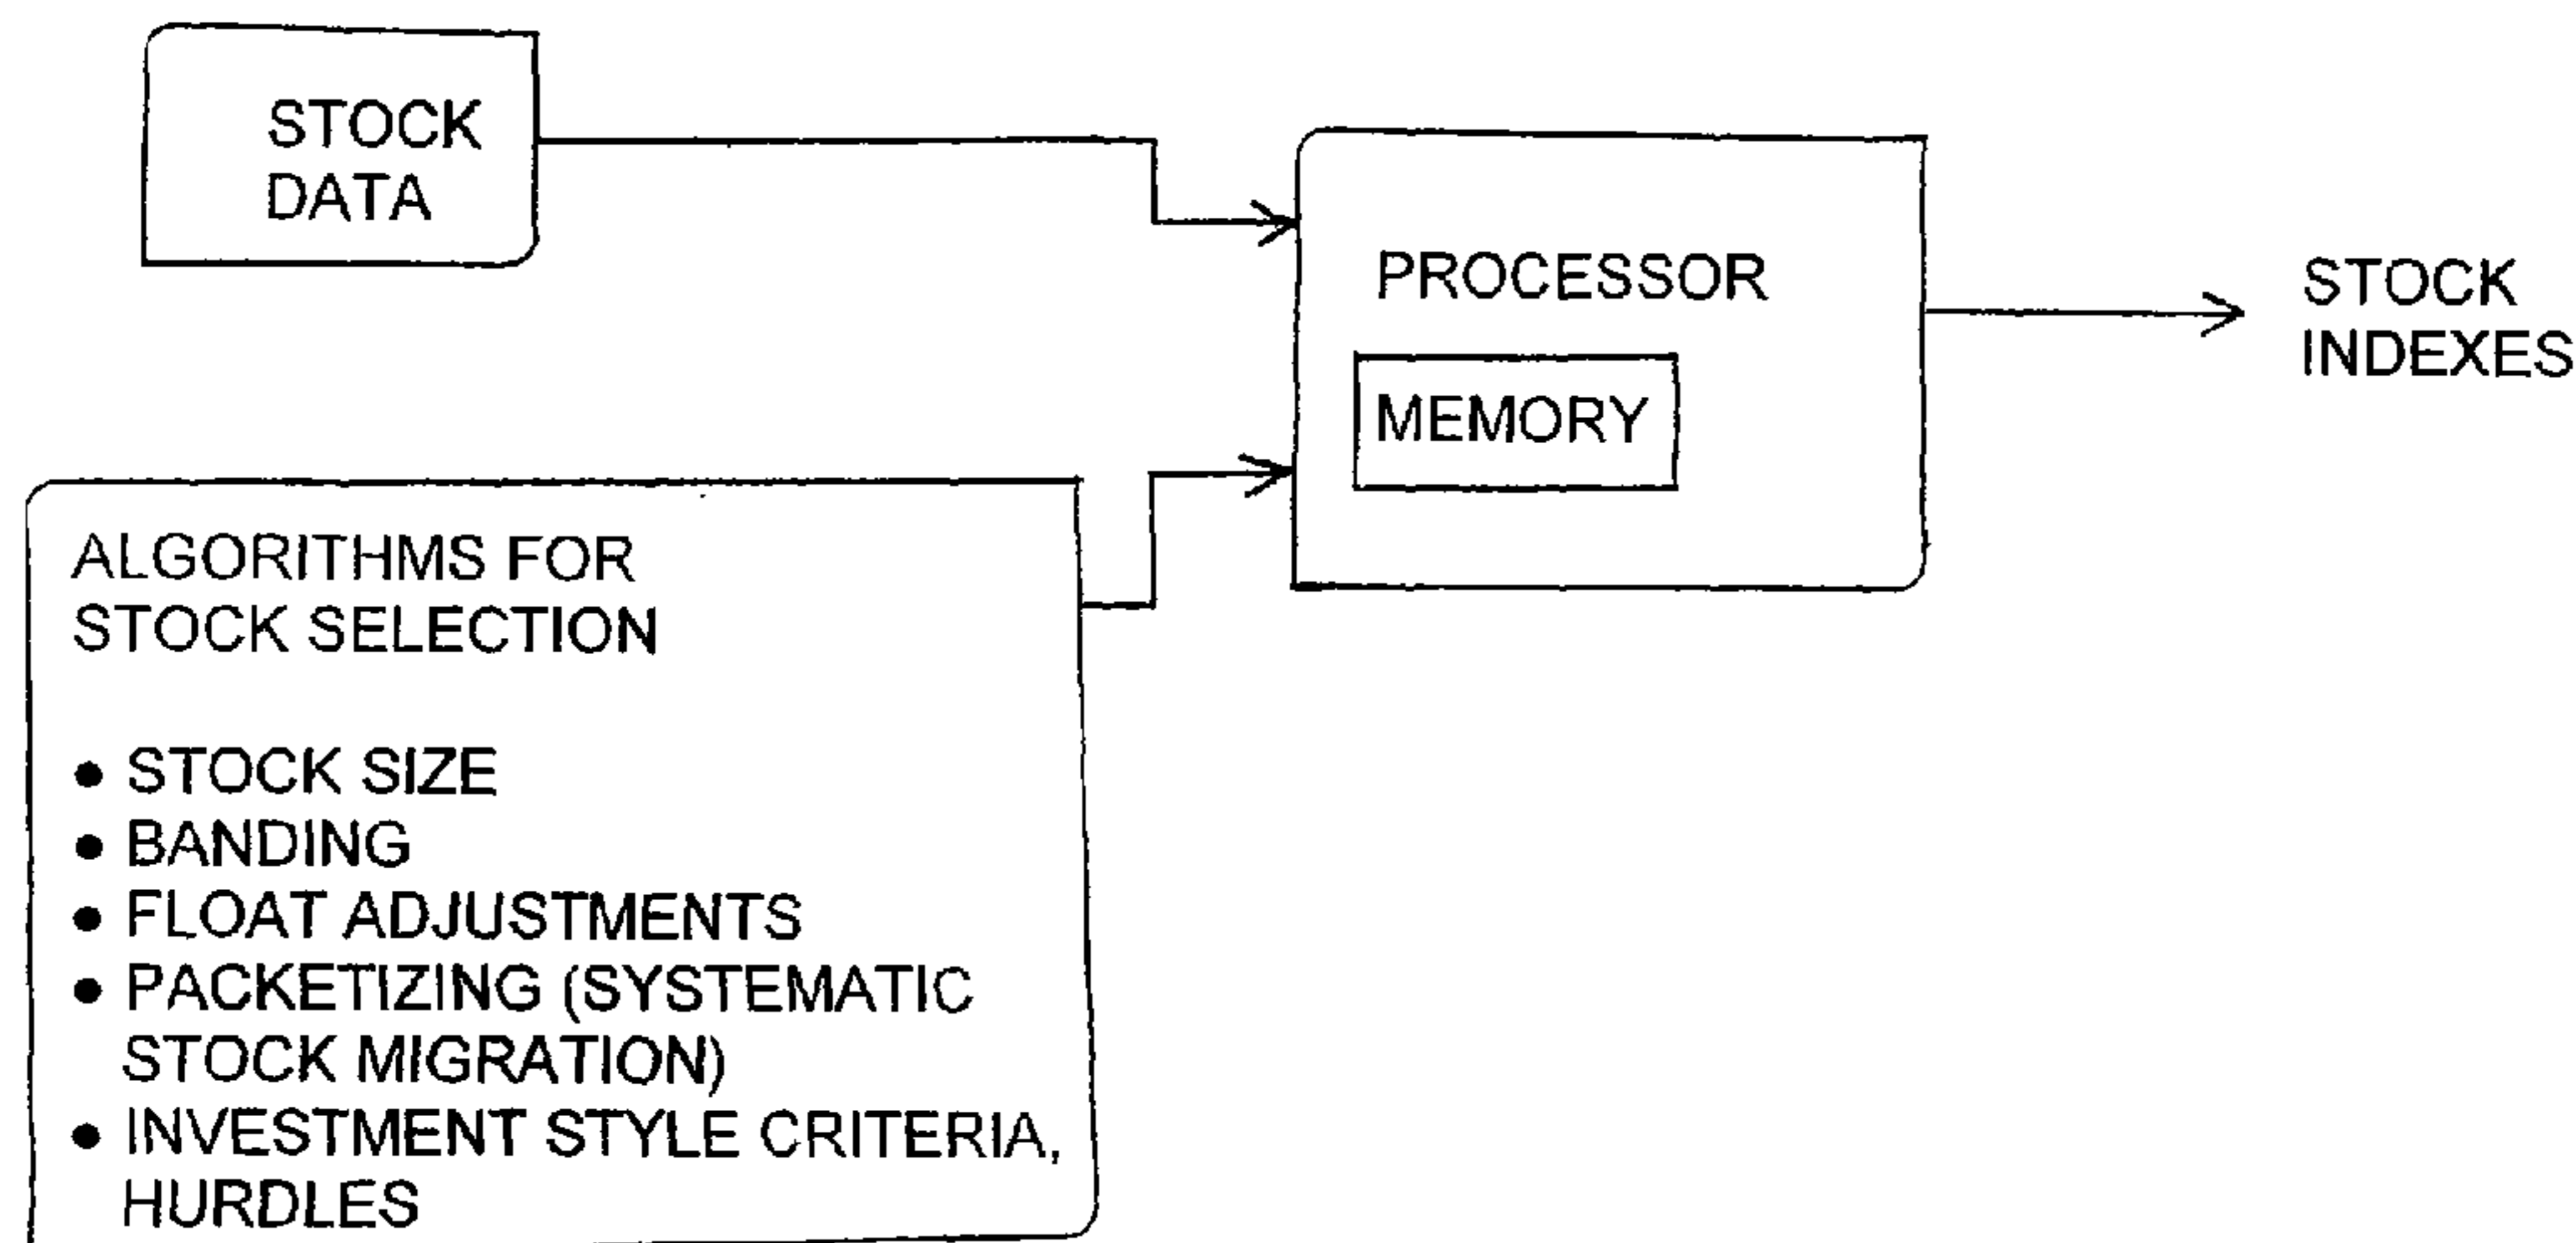 STOCK
DATA
PROCESSOR
MEMORY
STOCK
INDEXES
ALGORITHMS FOR
STOCK SELECTION
• STOCK SIZE
• BANDING
• FLOAT ADJUSTMENTS
• PACKETIZING (SYSTEMATIC
STOCK MIGRATION)
• INVESTMENT STYLE CRITERIA,
HURDLES